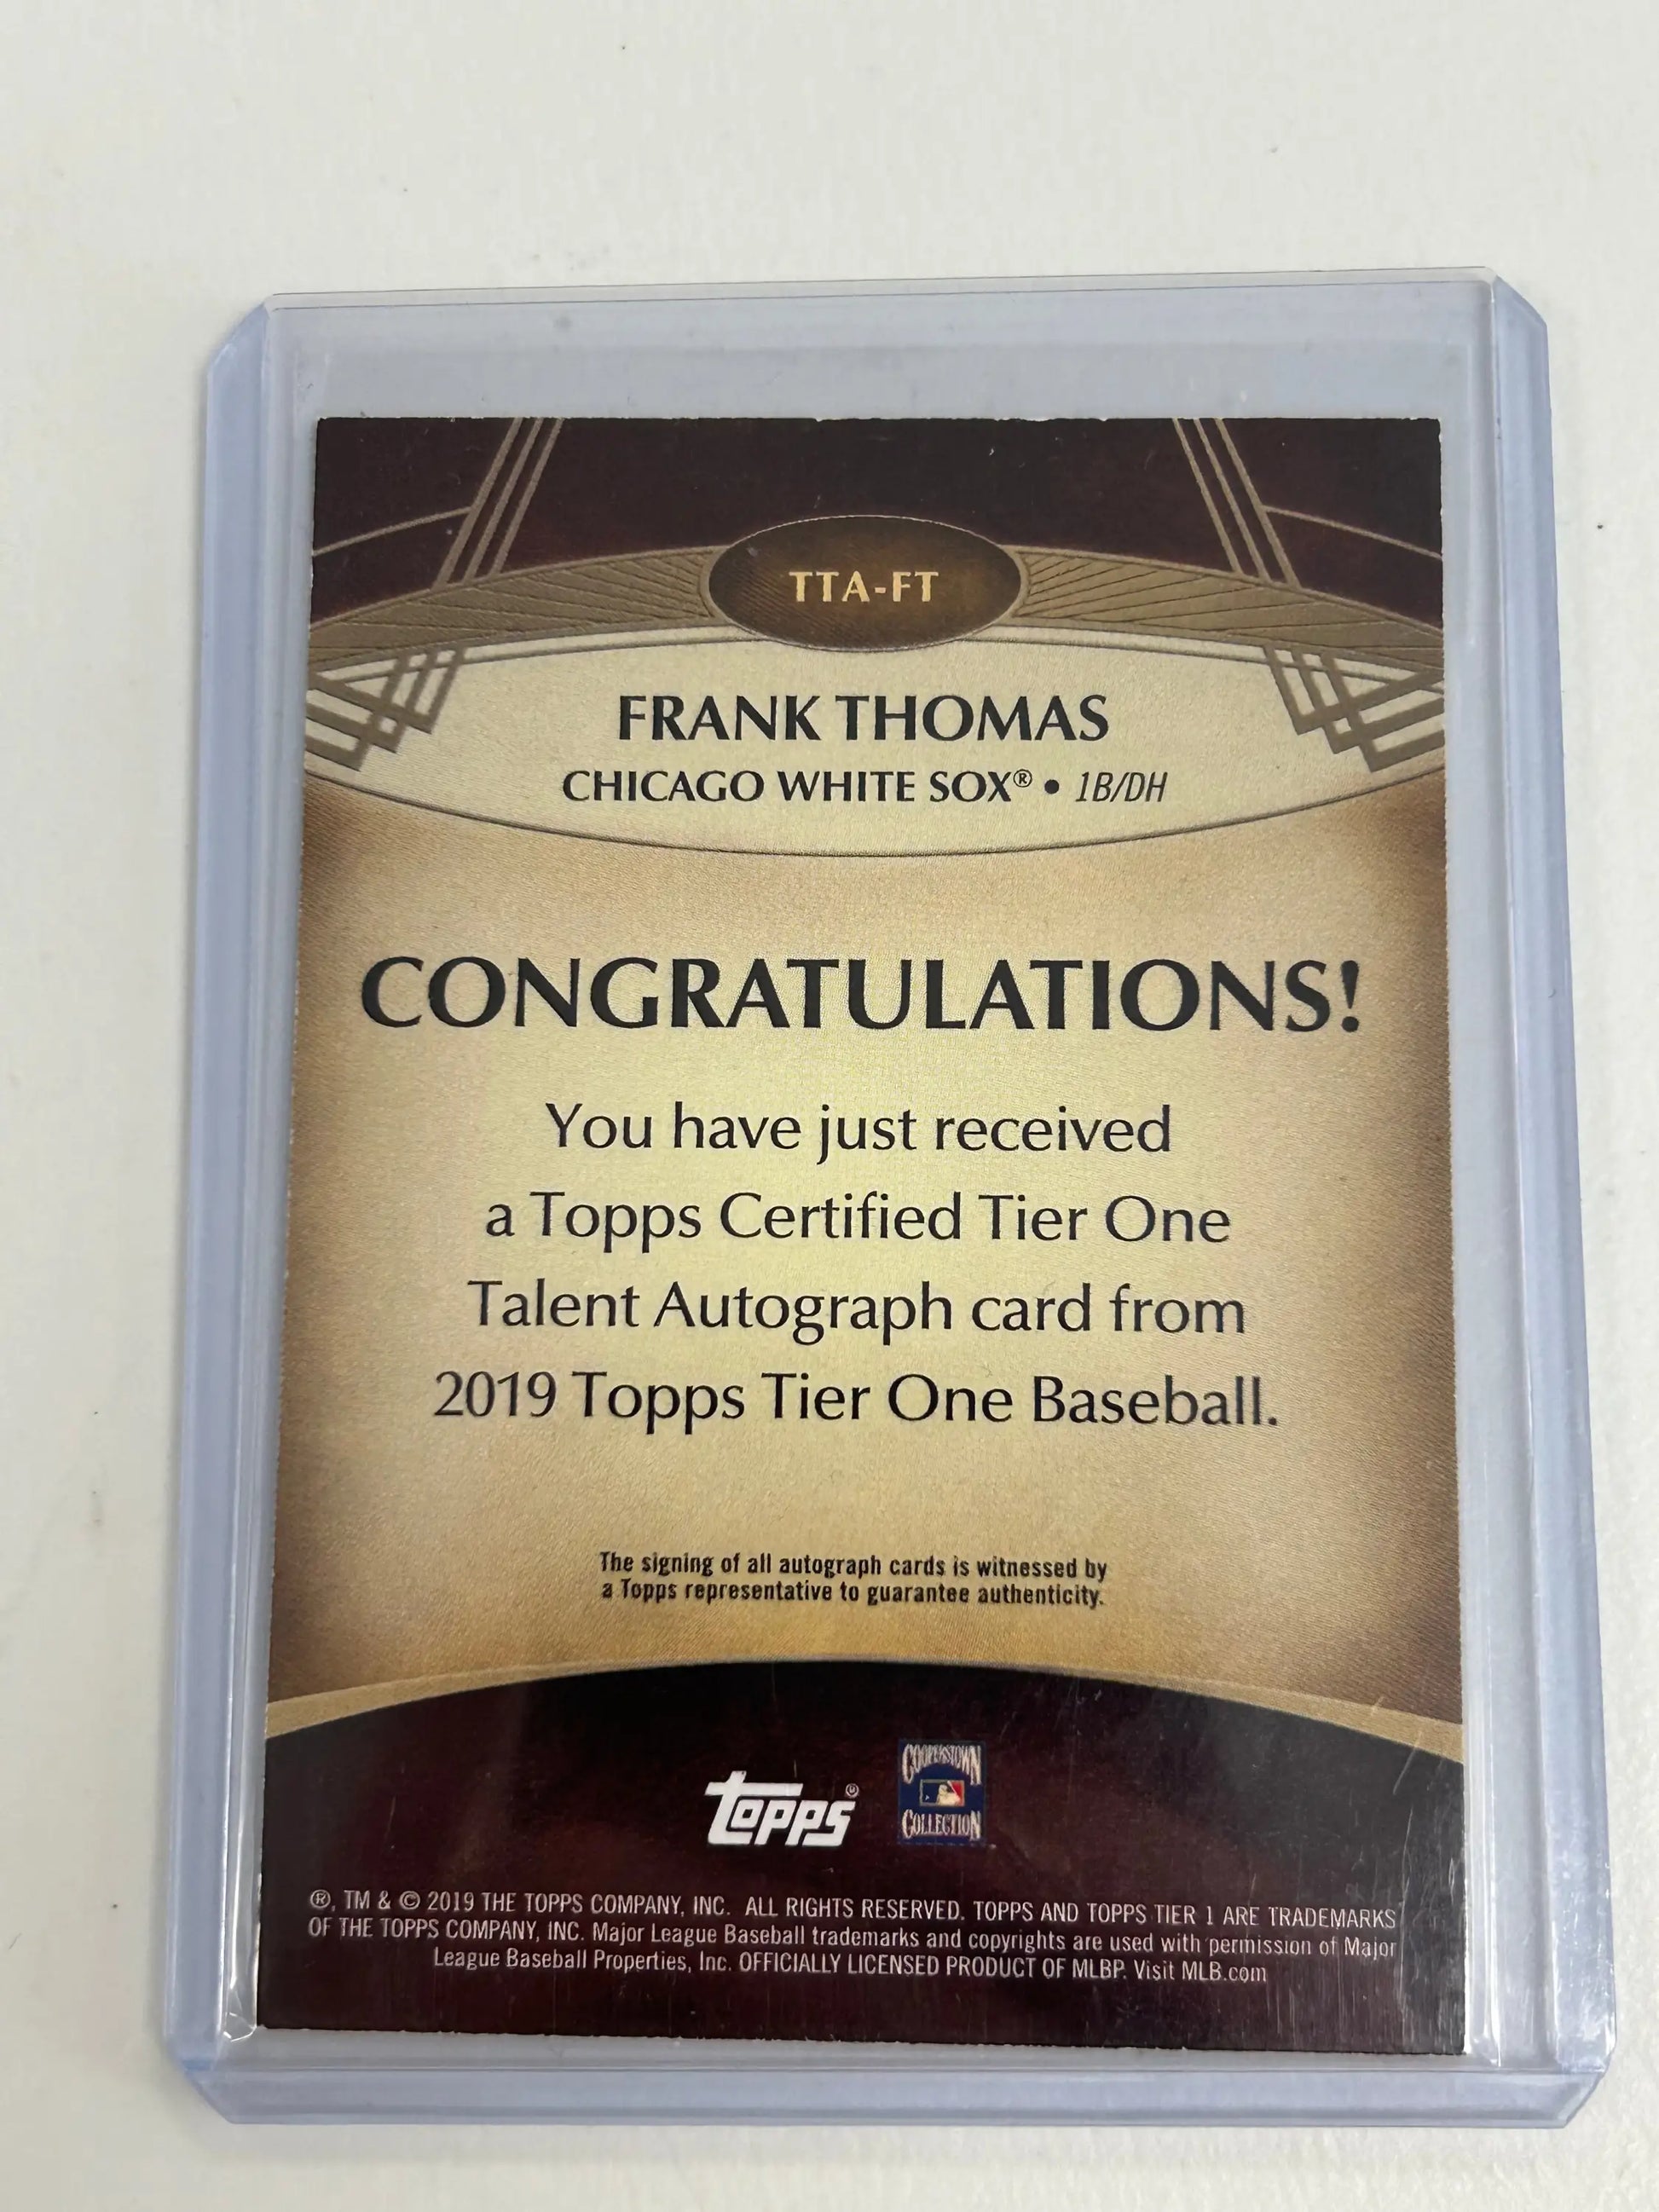 TTA-FT
FRANK THOMAS
CHICAGO WHITE SOX® • 1B/DH
CONGRATULATIONS!
You have just received
a Topps Certified Tier One
Talent Autograph card from
2019 Topps Tier One Baseball.
The signing of all autograph cards is witnessed by
a Topps representative to guarantee authenticity.
topps®
COOPERSTOWN
COLLECTION
®, TM & © 2019 THE TOPPS COMPANY, INC. ALL RIGHTS RESERVED. TOPPS AND TOPPS TIER 1 ARE TRADEMARKS
OF THE TOPPS COMPANY, INC. Major League Baseball trademarks and copyrights are used with permission of Major
League Baseball Properties, Inc. OFFICIALLY LICENSED PRODUCT OF MLBP. Visit MLB.com